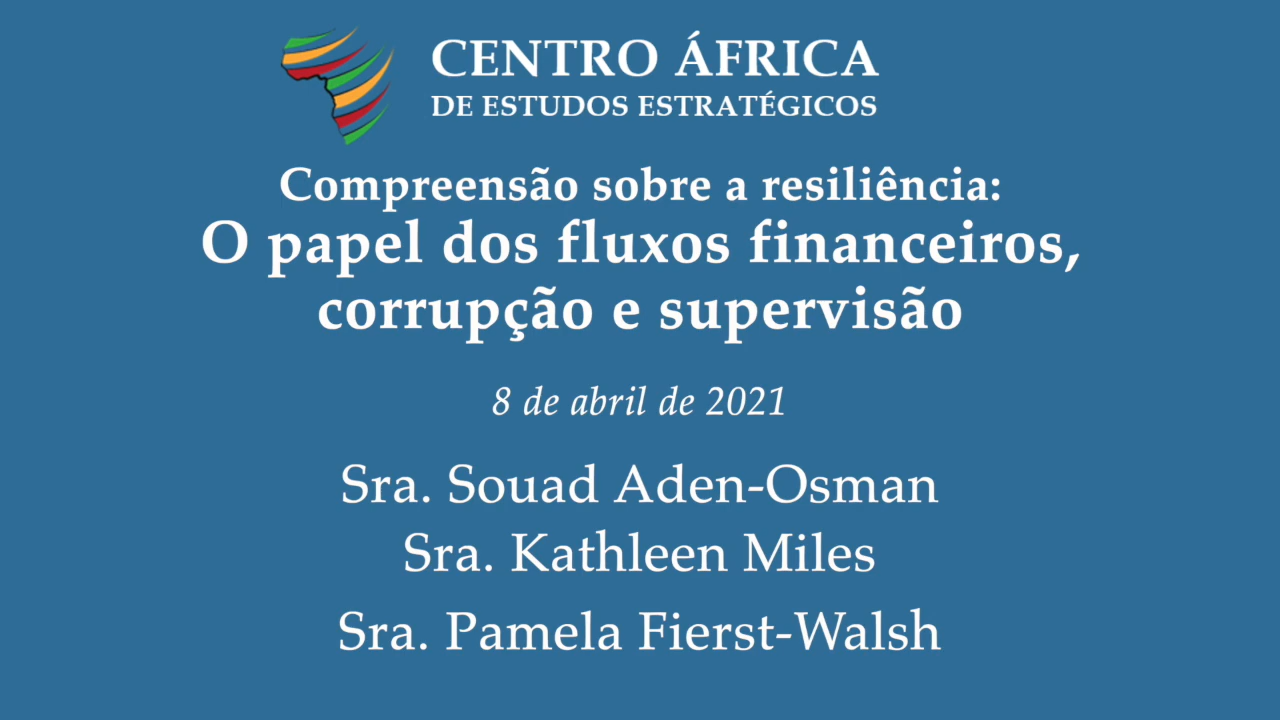 CENTRO ÁFRICA
DE ESTUDOS ESTRATÉGICOS
Compreensão sobre a resiliência:
O papel dos fluxos financeiros,
corrupção e supervisão
8 de abril de 2021
Sra. Souad Aden-Osman
Sra. Kathleen Miles
Sra. Pamela Fierst-Walsh